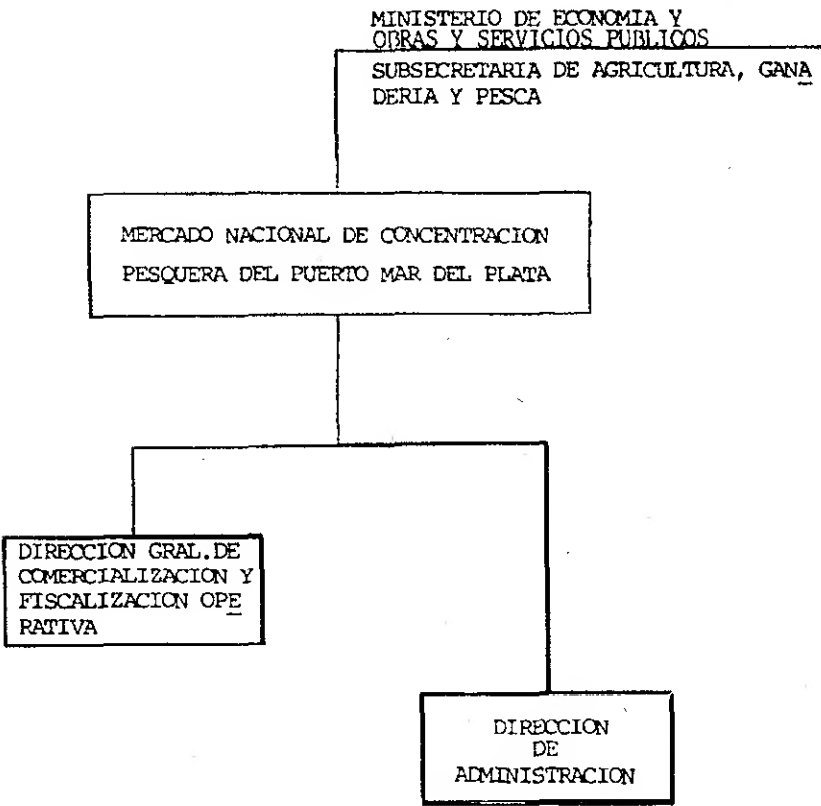 MINISTERIO DE ECONOMIA Y
OBRAS Y SERVICIOS PUBLICOS
SUBSECRETARIA DE AGRICULTURA, GANA
DERIA Y PESCA
MERCADO NACIONAL DE CONCENTRACION
PESQUERA DEL PUERTO MAR DEL PLATA
DIRECCION GRAL.DE
COMERCIALIZACION Y
FISCALIZACION OPE
RATIVA
DIRECCION
DE
ADMINISTRACION